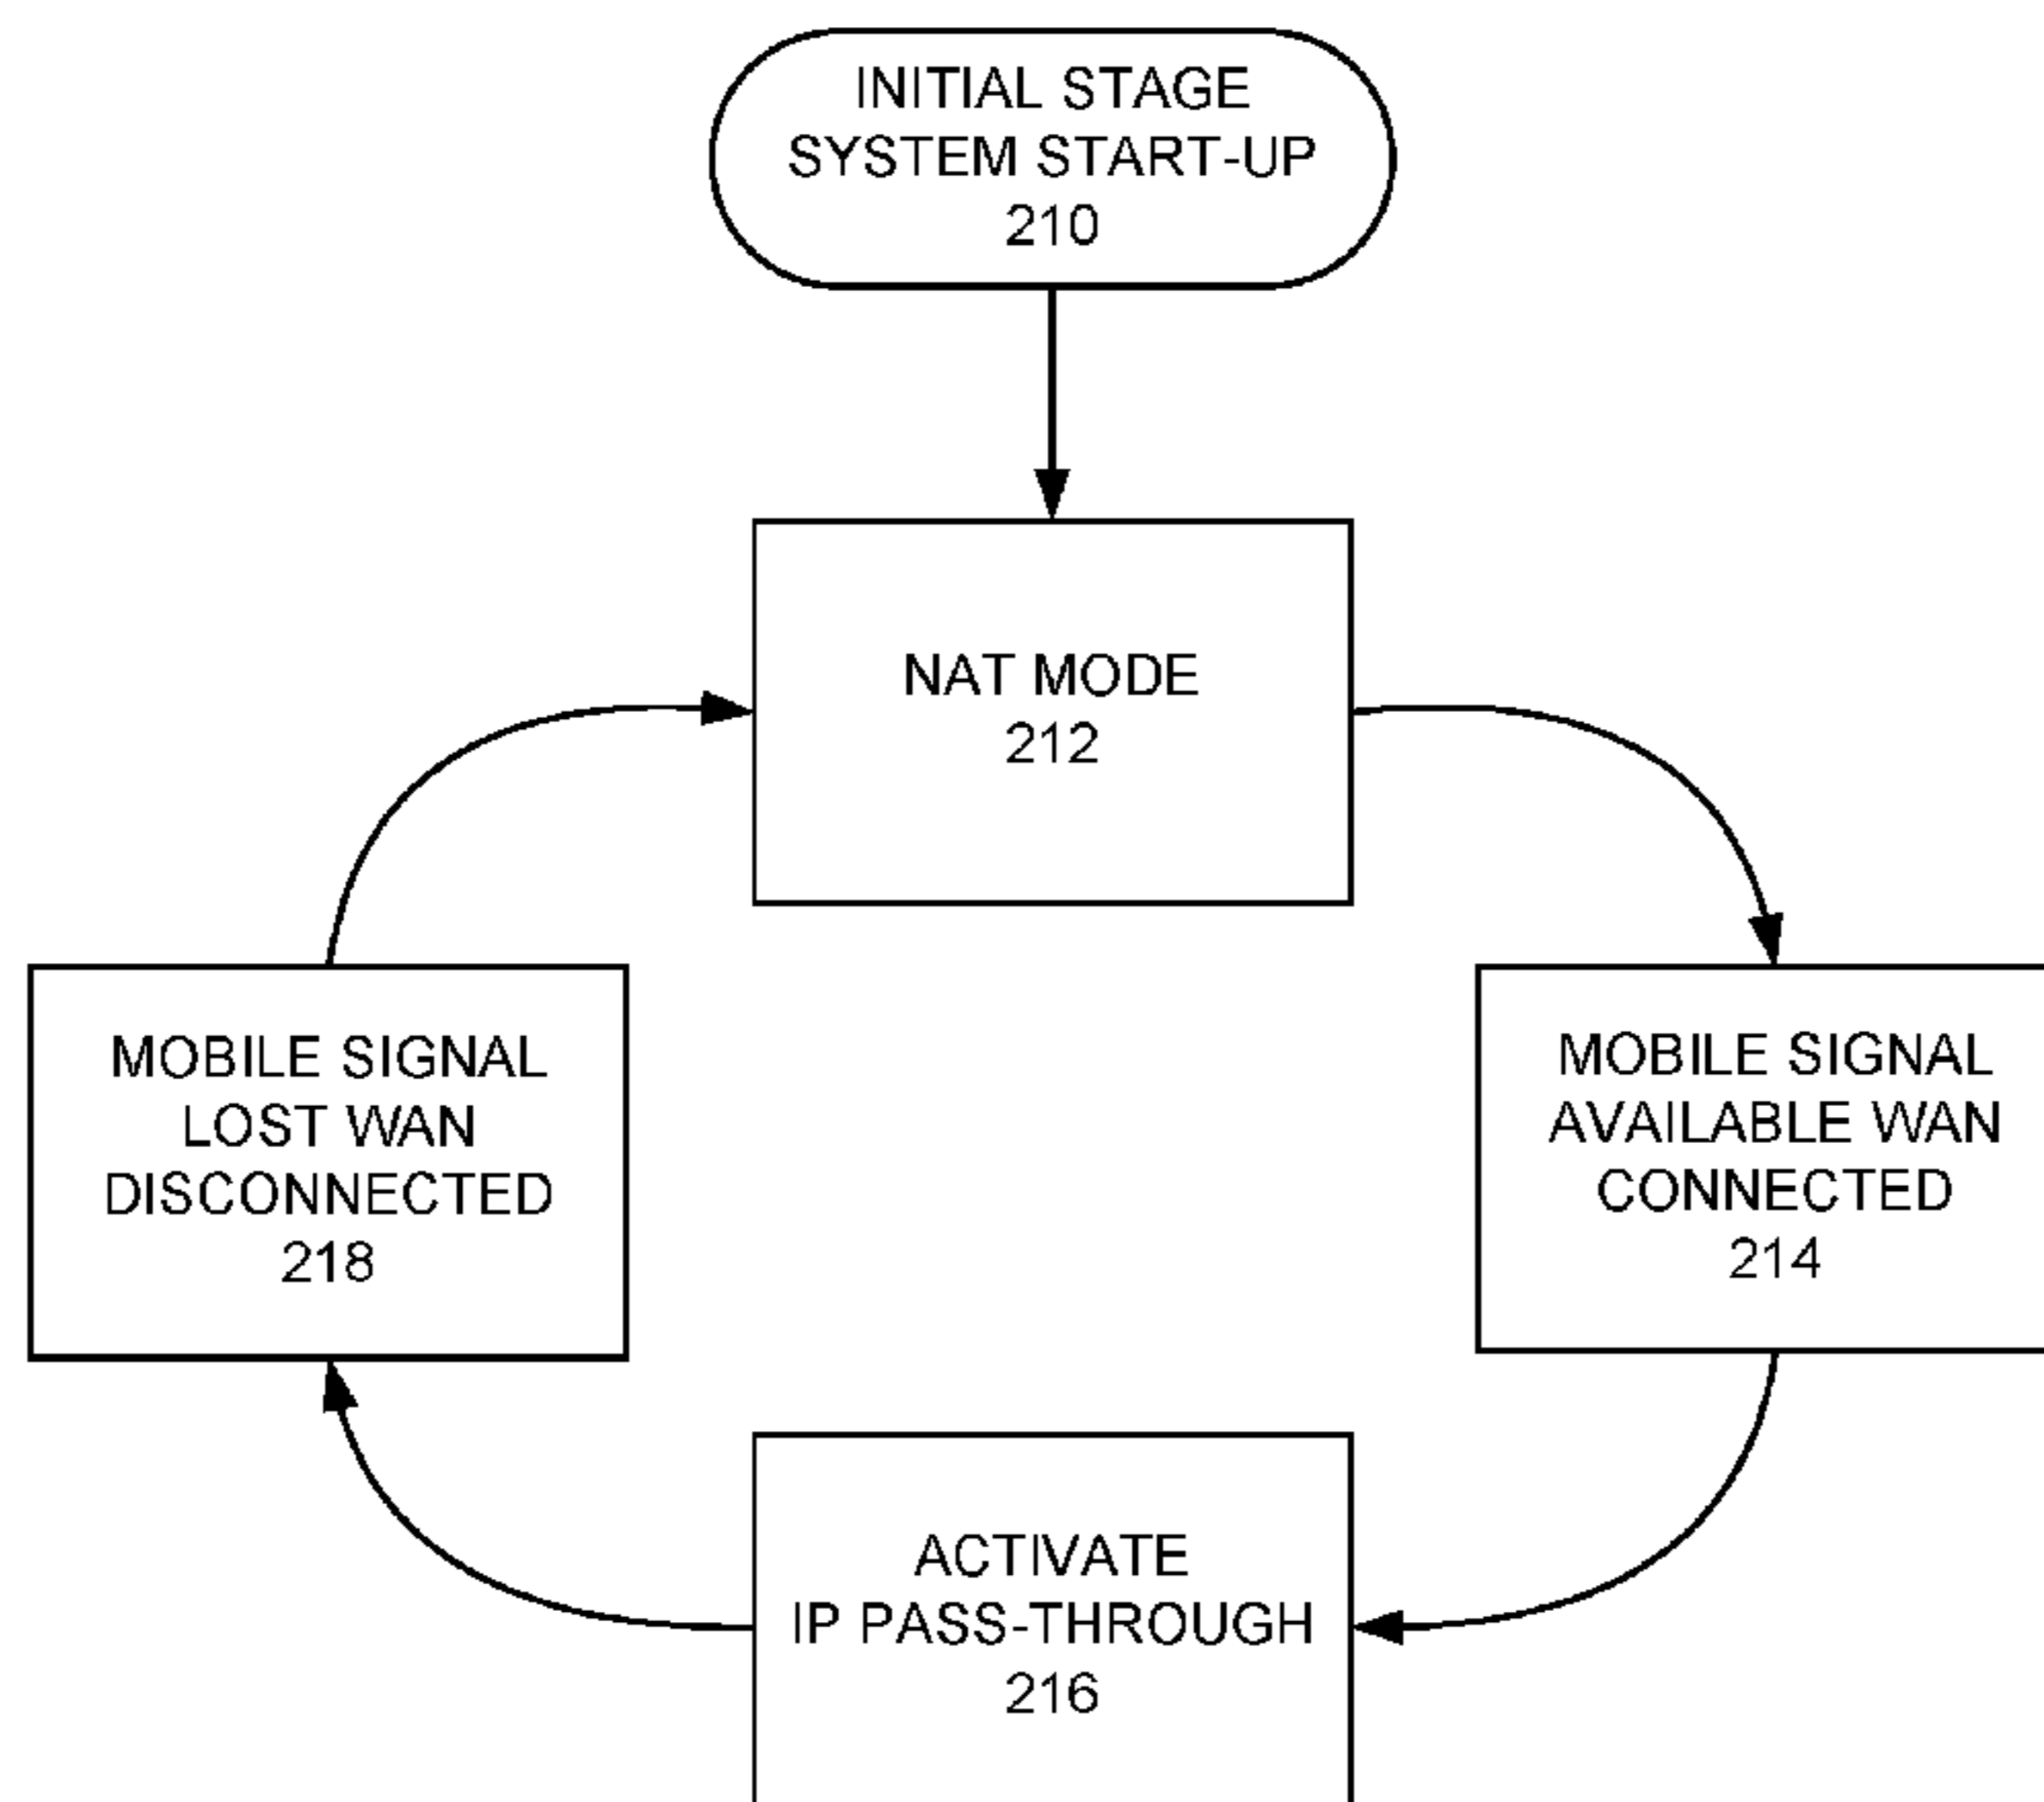 INITIAL STAGE
SYSTEM START-UP
210
NAT MODE
212
MOBILE SIGNAL
LOST WAN
DISCONNECTED
218
MOBILE SIGNAL
AVAILABLE WAN
CONNECTED
214
ACTIVATE
IP PASS-THROUGH
216